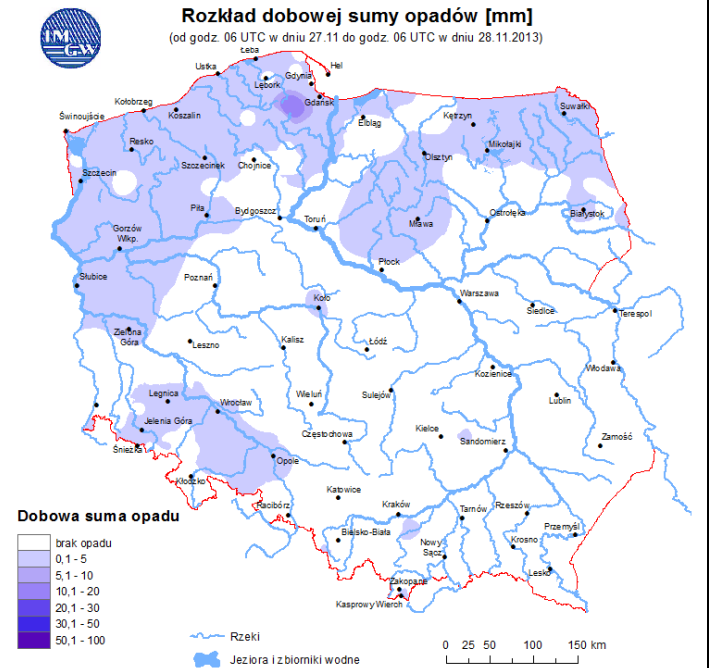 Rozkład dobowej sumy opadów [mm]
(od godz. 06 UTC w dniu 27.11 do godz. 06 UTC w dniu 28.11.2013)
IM
GW
Łeba
Hel
Ustka
Gdynia
Lębork
Gdańsk
Kołobrzeg
Koszalin
Suwałki
Świnoujście
Elbląg
Kętrzyn
Resko
Mikołajki
Szczecinek
Chojnice
Olsztyn
Szczecin
Piła
Bydgoszcz
Toruń
Mława
Ostrołęka
Białystok
Gorzów
Wlkp.
Płock
Słubice
Poznań
Koło
Warszawa
Siedlce
Terespol
Zielona
Góra
Leszno
Kalisz
Łódź
Kozienice
Włodawa
Legnica
Wrocław
Wieluń
Sulejów
Lublin
Jelenia Góra
Częstochowa
Kielce
Sandomierz
Zamość
Śnieżka
Opole
Kłodzko
Katowice
Racibórz
Kraków
Tarnów
Rzeszów
Bielsko-Biała
Nowy
Sącz
Krosno
Przemyśl
Lesko
Zakopane
Kasprowy Wierch
Dobowa suma opadu
brak opadu
0,1 - 5
5,1 - 10
10,1 - 20
20,1 - 30
30,1 - 50
50,1 - 100
Rzeki
Jeziora i zbiorniki wodne
0 25 50 100 150 km